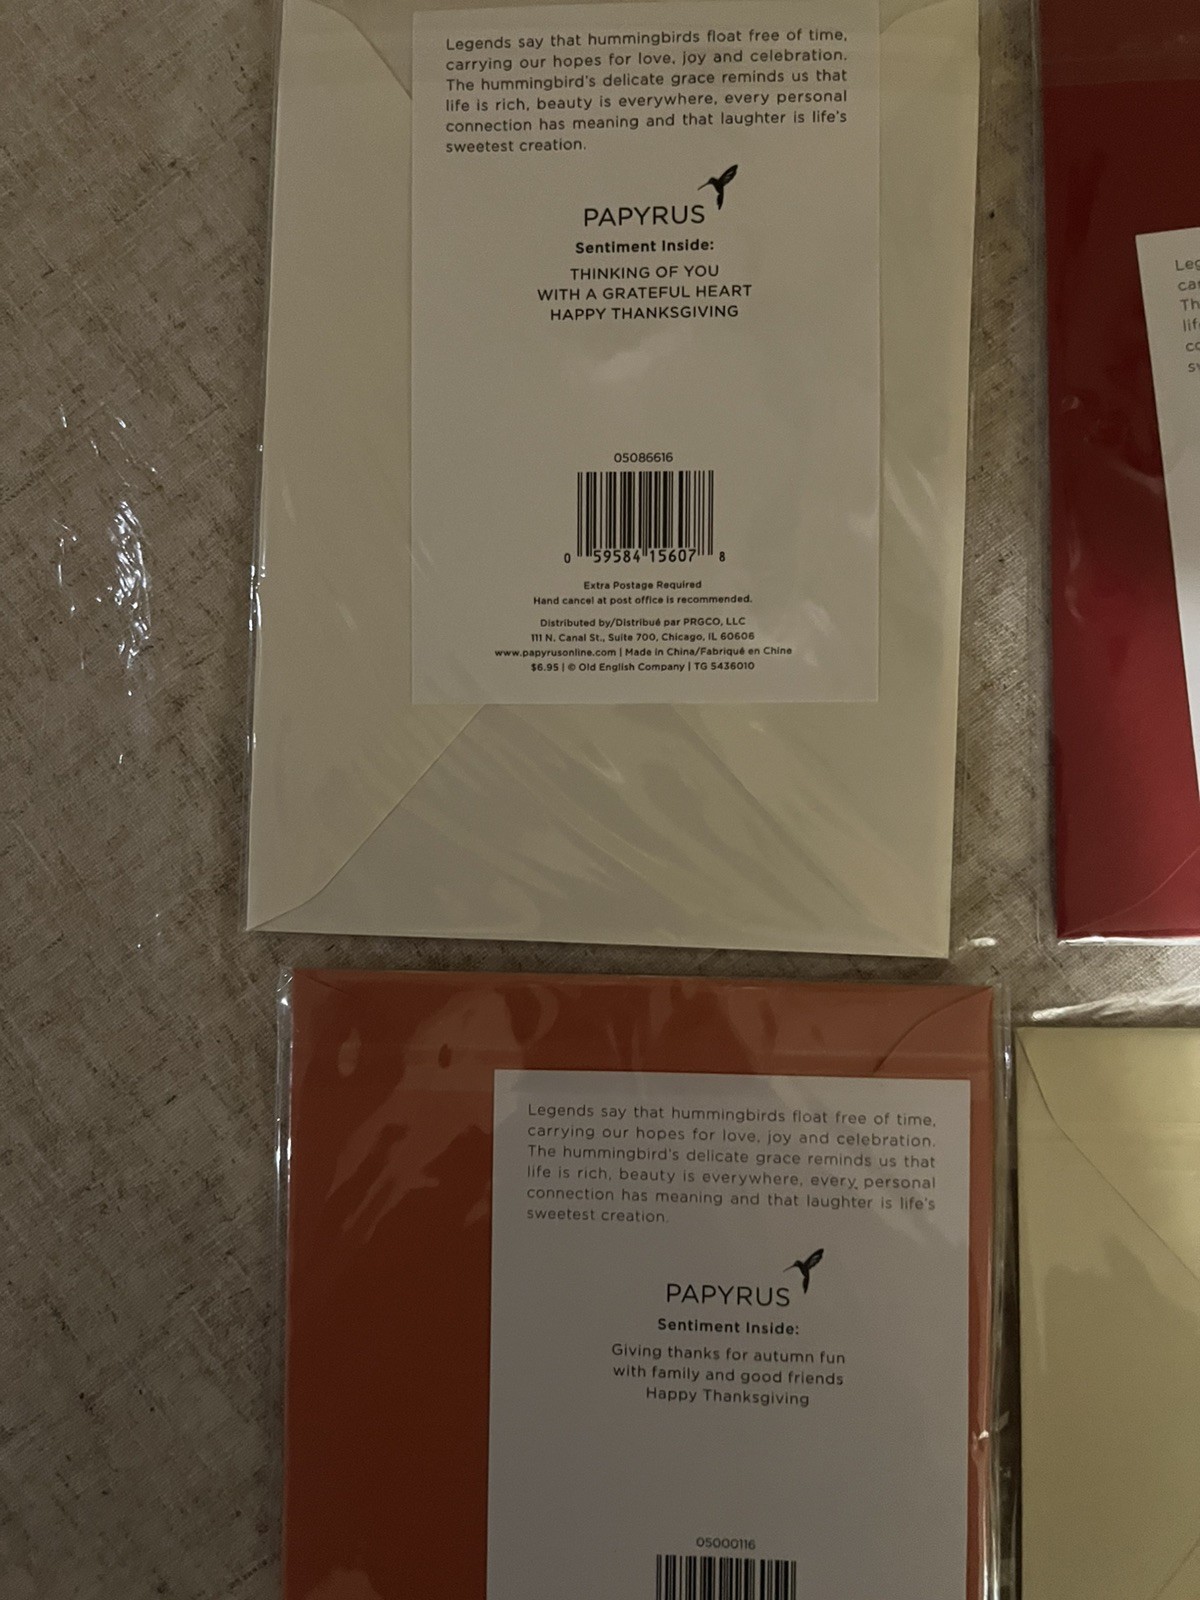 Legends say that hummingbirds float free of time,
carrying our hopes for love, joy and celebration.
The hummingbird's delicate grace reminds us that
life is rich, beauty is everywhere, every personal
connection has meaning and that laughter is life's
sweetest creation.
PAPYRUS
Sentiment Inside:
THINKING OF YOU
WITH A GRATEFUL HEART
HAPPY THANKSGIVING
05086616
0 59584 15607 8
Extra Postage Required
Hand cancel at post office is recommended.
Distributed by/Distribué par PRGCO, LLC
111 N. Canal St., Suite 700, Chicago, IL 60606
www.papyrusonline.com | Made in China/Fabriqué en Chine
$6.95 | © Old English Company | TG 5436010
Legends say that hummingbirds float free of time,
carrying our hopes for love, joy and celebration.
The hummingbird's delicate grace reminds us that
life is rich, beauty is everywhere, every personal
connection has meaning and that laughter is life's
sweetest creation.
PAPYRUS
Sentiment Inside:
Giving thanks for autumn fun
with family and good friends
Happy Thanksgiving
05000116